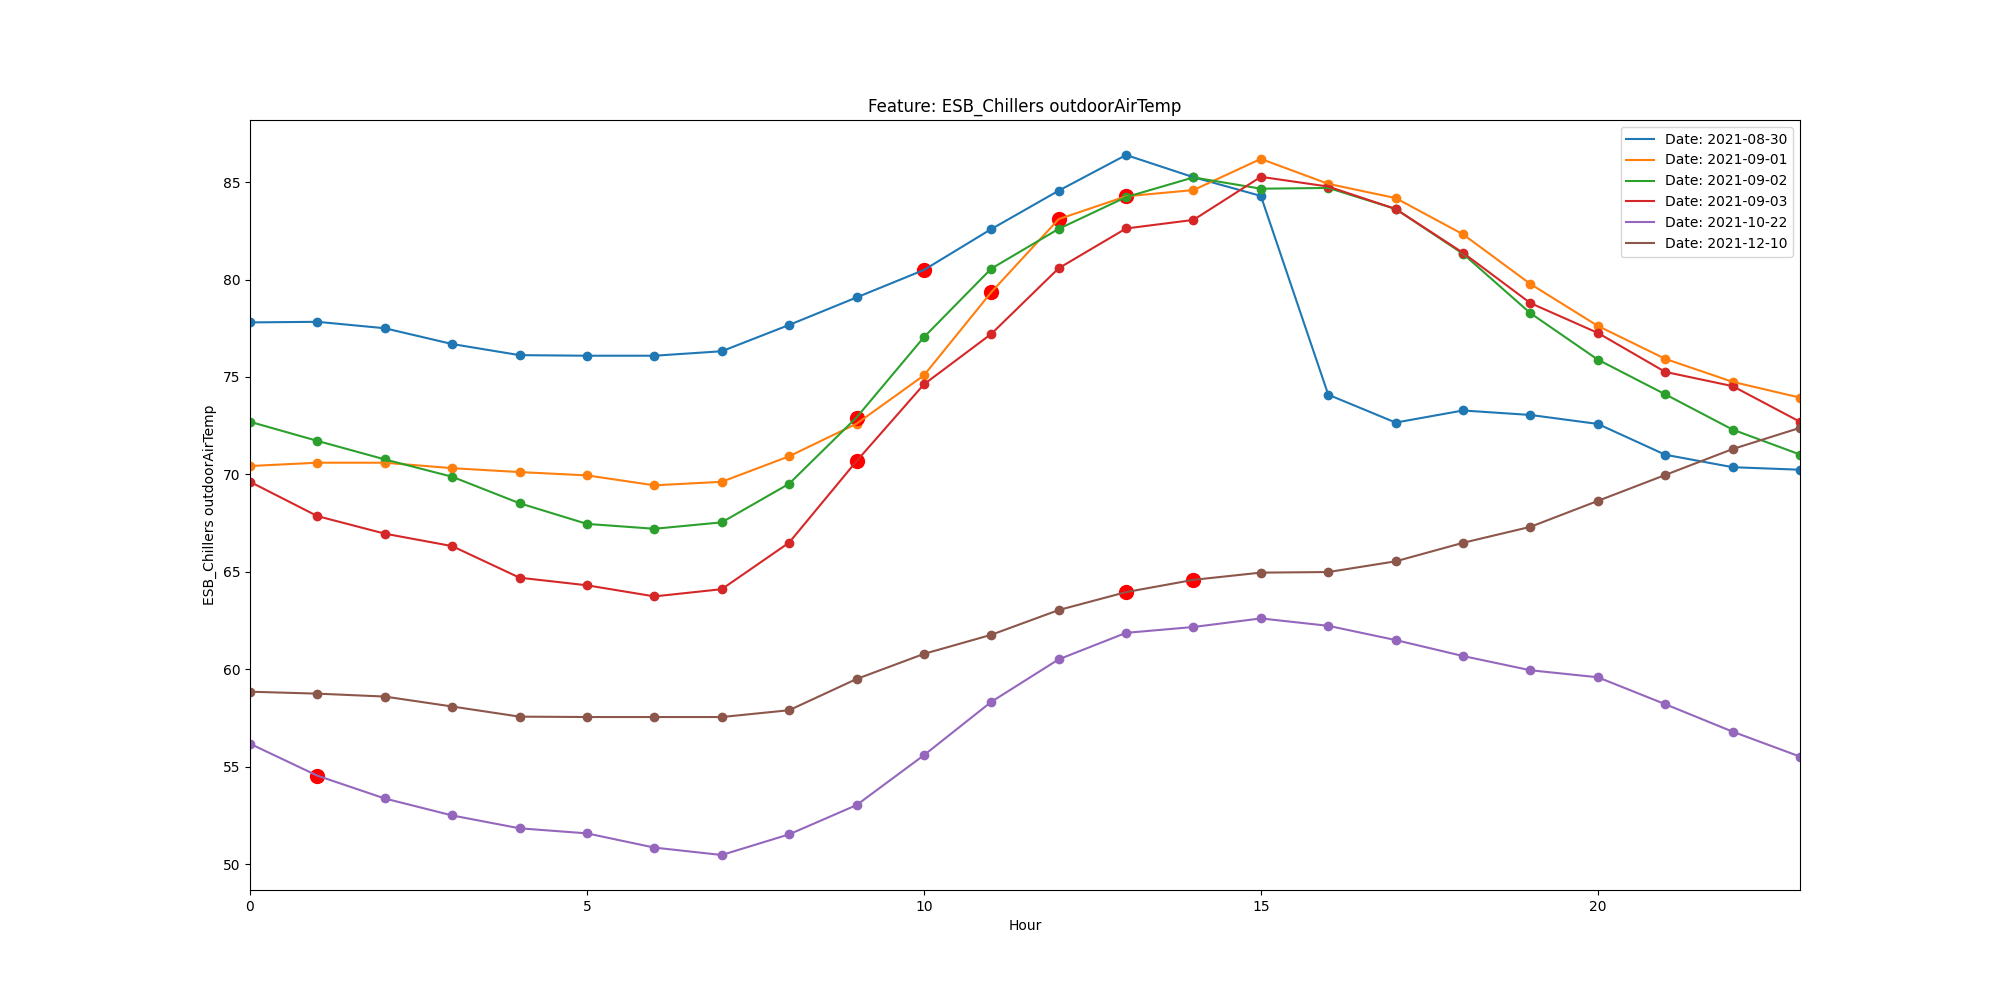 Feature: ESB_Chillers outdoorAirTemp
Date: 2021-08-30
Date: 2021-09-01
Date: 2021-09-02
Date: 2021-09-03
Date: 2021-10-22
Date: 2021-12-10
ESB_Chillers outdoorAirTemp
85
80
75
70
65
60
55
50
0 5 10 15 20
Hour